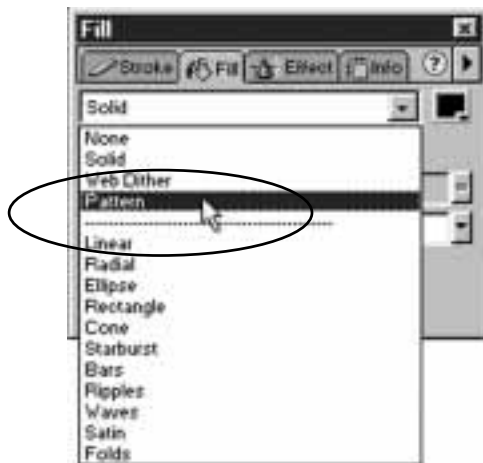 Fill
Stroke Fill Effect Info ?
Solid
None
Solid
Web Dither
Pattern
Linear
Radial
Ellipse
Rectangle
Cone
Starburst
Bars
Ripples
Waves
Satin
Folds